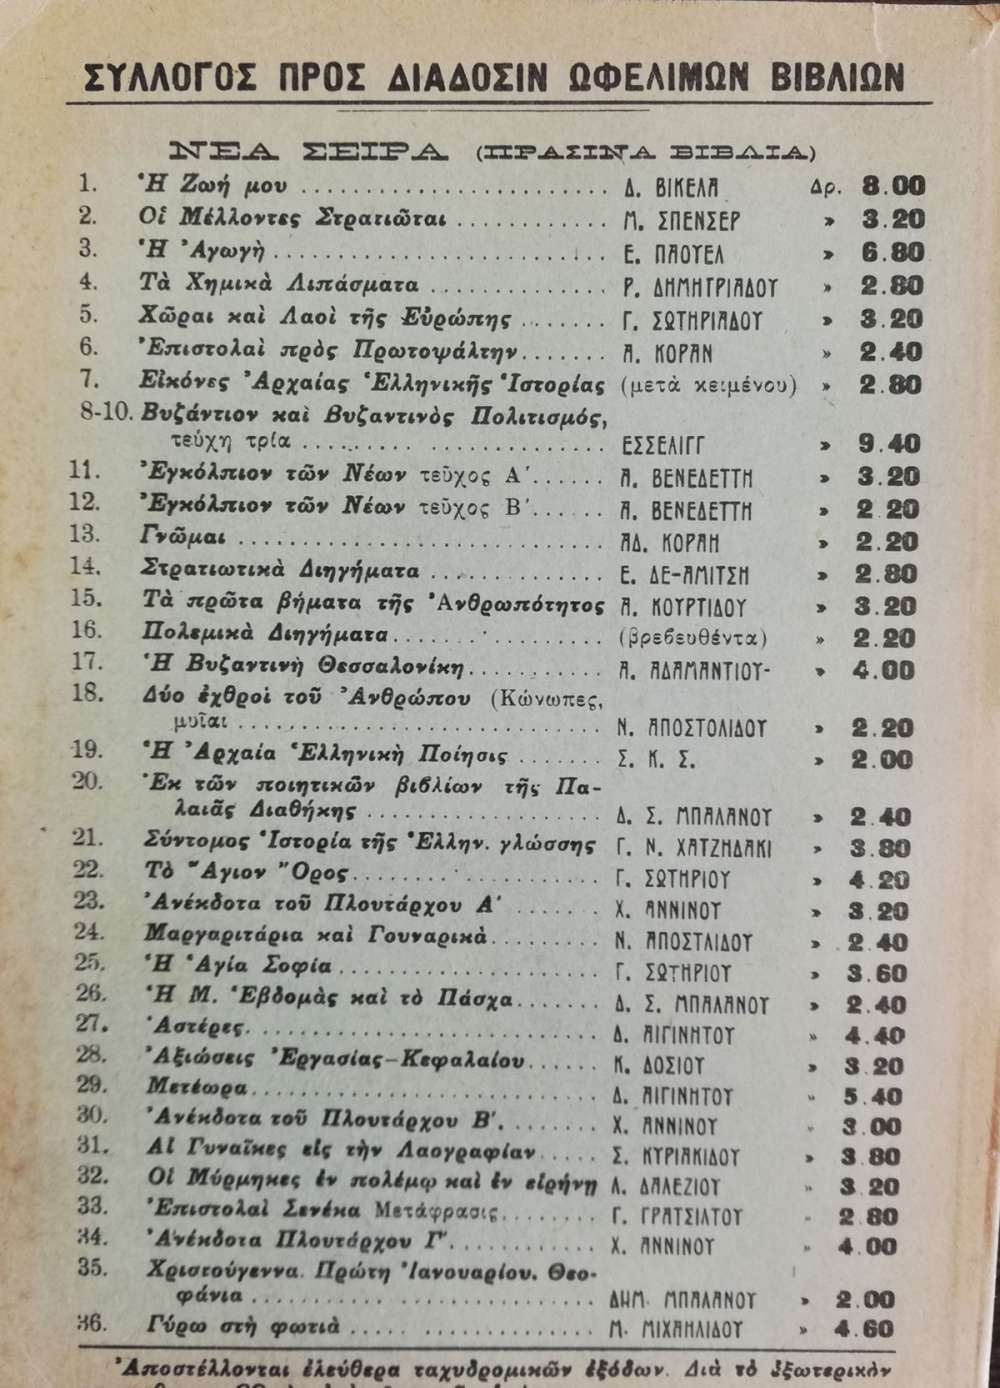 ΣΥΛΛΟΓΟΣ ΠΡΟΣ ΔΙΑΔΟΣΙΝ ΩΦΕΛΙΜΩΝ ΒΙΒΛΙΩΝ
ΝΕΑ ΣΕΙΡΑ (ΠΡΑΣΙΝΑ ΒΙΒΛΙΑ)
1. Ἡ Ζωή μου ........................... Δ. ΒΙΚΕΛΑ Δρ. 8.00
2. Οἱ Μέλλοντες Στρατιῶται ............. Μ. ΣΠΕΝΣΕΡ » 3.20
3. Ἡ Ἀγωγὴ ............................. Ε. ΠΑΟΥΕΛ » 6.80
4. Τὰ Χημικὰ Λιπάσματα ............... Ρ. ΔΗΜΗΤΡΙΑΔΟΥ » 2.80
5. Χῶραι καὶ Λαοὶ τῆς Εὐρώπης ........ Γ. ΣΩΤΗΡΙΑΔΟΥ » 3.20
6. Ἐπιστολαὶ πρὸς Πρωτοψάλτην ....... Α. ΚΟΡΑΗ » 2.40
7. Εἰκόνες Ἀρχαίας Ἑλληνικῆς Ἱστορίας (μετὰ κειμένου) » 2.80
8-10. Βυζάντιον καὶ Βυζαντινὸς Πολιτισμός,
τεύχη τρία .......................... ΕΣΣΕΛΙΓΓ » 9.40
11. Ἐγκόλπιον τῶν Νέων τεῦχος Α΄ ...... Α. ΒΕΝΕΔΕΤΤΗ » 3.20
12. Ἐγκόλπιον τῶν Νέων τεῦχος Β΄ ...... Α. ΒΕΝΕΔΕΤΤΗ » 2.20
13. Γνῶμαι ................................ ΑΔ. ΚΟΡΑΗ » 2.20
14. Στρατιωτικὰ Διηγήματα .............. Ε. ΔΕ-ΑΜΙΤΣΗ » 2.80
15. Τὰ πρῶτα βήματα τῆς Ἀνθρωπότητος Α. ΚΟΥΡΤΙΔΟΥ » 3.20
16. Πολεμικὰ Διηγήματα .................. (βραβευθέντα) » 2.20
17. Ἡ Βυζαντινὴ Θεσσαλονίκη ........... Α. ΑΔΑΜΑΝΤΙΟΥ- » 4.00
18. Δύο ἐχθροὶ τοῦ Ἀνθρώπου (Κώνωπες,
μυῖαι ................................ Ν. ΑΠΟΣΤΟΛΙΔΟΥ » 2.20
19. Ἡ Ἀρχαία Ἑλληνικὴ Ποίησις ....... Σ. Κ. Σ. » 2.00
20. Ἐκ τῶν ποιητικῶν βιβλίων τῆς Πα-
λαιᾶς Διαθήκης ..................... Δ. Σ. ΜΠΑΛΑΝΟΥ » 2.40
21. Σύντομος Ἱστορία τῆς Ἑλλην. γλώσσης Γ. Ν. ΧΑΤΖΗΔΑΚΙ » 3.80
22. Τὸ Ἅγιον Ὄρος ...................... Γ. ΣΩΤΗΡΙΟΥ » 4.20
23. Ἀνέκδοτα τοῦ Πλουτάρχου Α΄ ....... Χ. ΑΝΝΙΝΟΥ » 3.20
24. Μαργαριτάρια καὶ Γουναρικὰ ......... Ν. ΑΠΟΣΤΛΙΔΟΥ » 2.40
25. Ἡ Ἁγία Σοφία ....................... Γ. ΣΩΤΗΡΙΟΥ » 3.60
26. Ἡ Μ. Ἑβδομὰς καὶ τὸ Πάσχα ....... Δ. Σ. ΜΠΑΛΑΝΟΥ » 2.40
27. Ἀστέρες ............................... Δ. ΑΙΓΙΝΗΤΟΥ » 4.40
28. Ἀξιώσεις Ἐργασίας-Κεφαλαίου ...... Κ. ΔΟΣΙΟΥ » 3.20
29. Μετέωρα .............................. Δ. ΑΙΓΙΝΗΤΟΥ » 5.40
30. Ἀνέκδοτα τοῦ Πλουτάρχου Β΄ ........ Χ. ΑΝΝΙΝΟΥ » 3.00
31. Αἱ Γυναῖκες εἰς τὴν Λαογραφίαν ..... Σ. ΚΥΡΙΑΚΙΔΟΥ » 3 80
32. Οἱ Μύρμηκες ἐν πολέμῳ καὶ ἐν εἰρήνῃ Λ. ΔΑΛΕΖΙΟΥ » 3 20
33. Ἐπιστολαὶ Σενέκα Μετάφρασις ........ Γ. ΓΡΑΤΣΙΑΤΟΥ » 2 80
34. Ἀνέκδοτα Πλουτάρχου Γ΄ ............ Χ. ΑΝΝΙΝΟΥ » 4.00
35. Χριστούγεννα. Πρώτη Ἰανουαρίου. Θεο-
φάνια ............................... ΔΗΜ. ΜΠΑΛΑΝΟΥ » 2.00
36. Γύρω στὴ φωτιὰ ..................... Μ. ΜΙΧΑΗΛΙΔΟΥ » 4.60
Ἀποστέλλονται ἐλεύθερα ταχυδρομικῶν ἐξόδων. Διὰ τὸ ἐξωτερικὸν